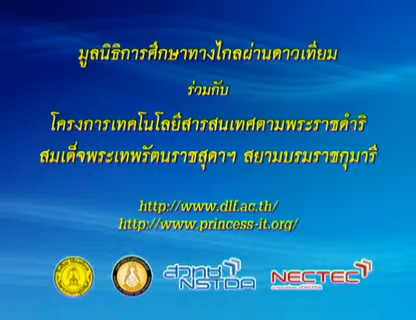 มูลนิธิการศึกษาทางไกลผ่านดาวเทียม
ร่วมกับ
โครงการเทคโนโลยีสารสนเทศตามพระราชดำริ
สมเด็จพระเทพรัตนราชสุดาฯ สยามบรมราชกุมารี
http://www.dlf.ac.th/
http://www.princess-it.org/
สวทช
NSTDA
NECTEC